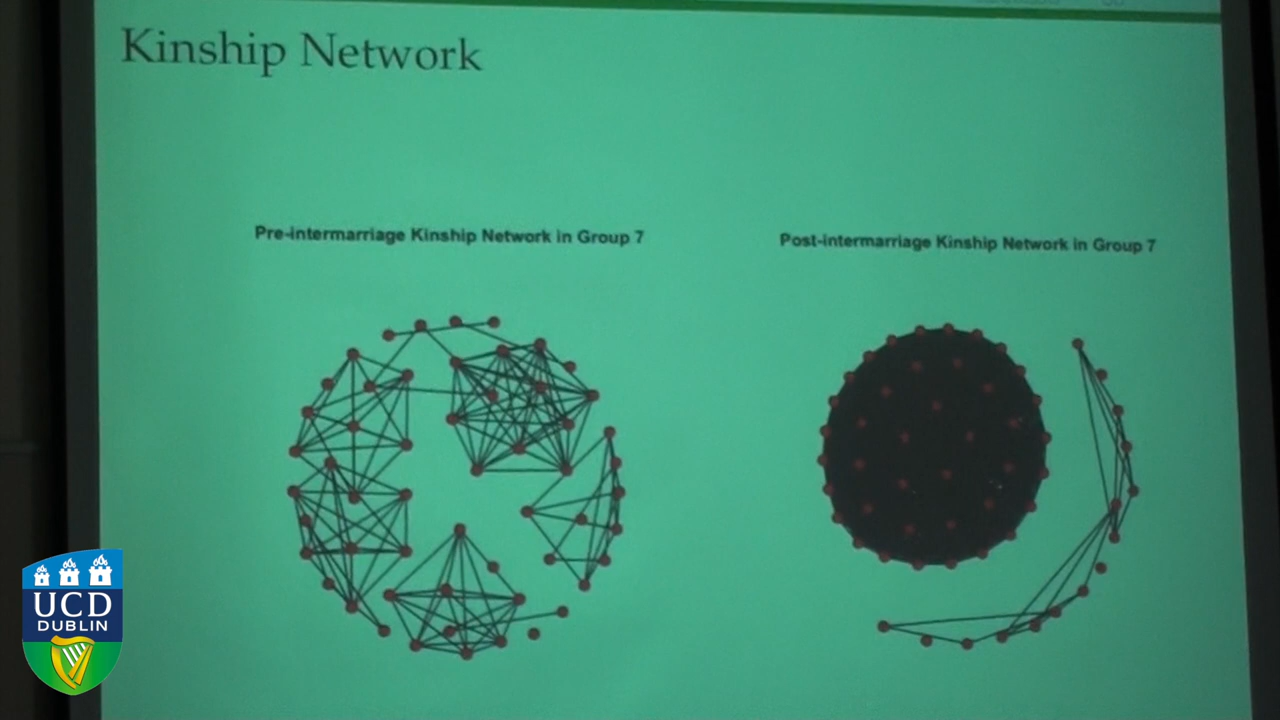 Kinship Network
Pre-intermarriage Kinship Network in Group 7
Post-intermarriage Kinship Network in Group 7
UCD
DUBLIN